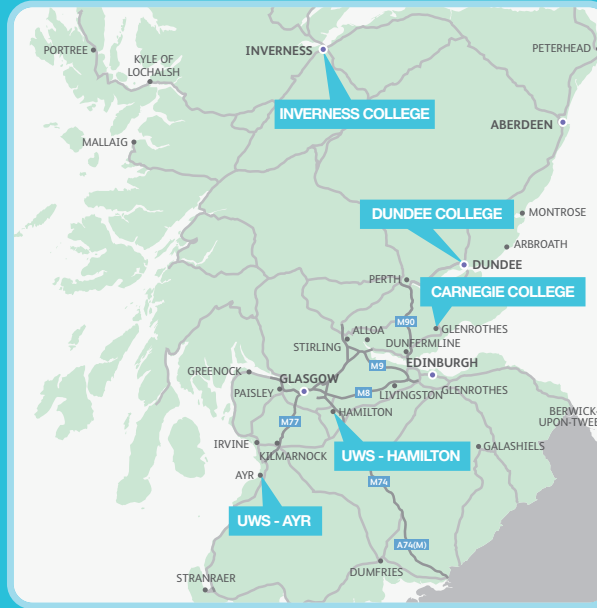 PORTREE
KYLE OF
LOCHALSH
INVERNESS
PETERHEAD
INVERNESS COLLEGE
ABERDEEN
MALLAIG
DUNDEE COLLEGE
MONTROSE
ARBROATH
DUNDEE
PERTH
CARNEGIE COLLEGE
M90
GLENROTHES
ALLOA
STIRLING
DUNFERMLINE
M9
EDINBURGH
GREENOCK
GLASGOW
PAISLEY
M8
LIVINGSTON
GLENROTHES
HAMILTON
BERWICK-
UPON-TWEE
M77
IRVINE
KILMARNOCK
UWS - HAMILTON
GALASHIELS
AYR
M74
UWS - AYR
A74(M)
DUMFRIES
STRANRAER